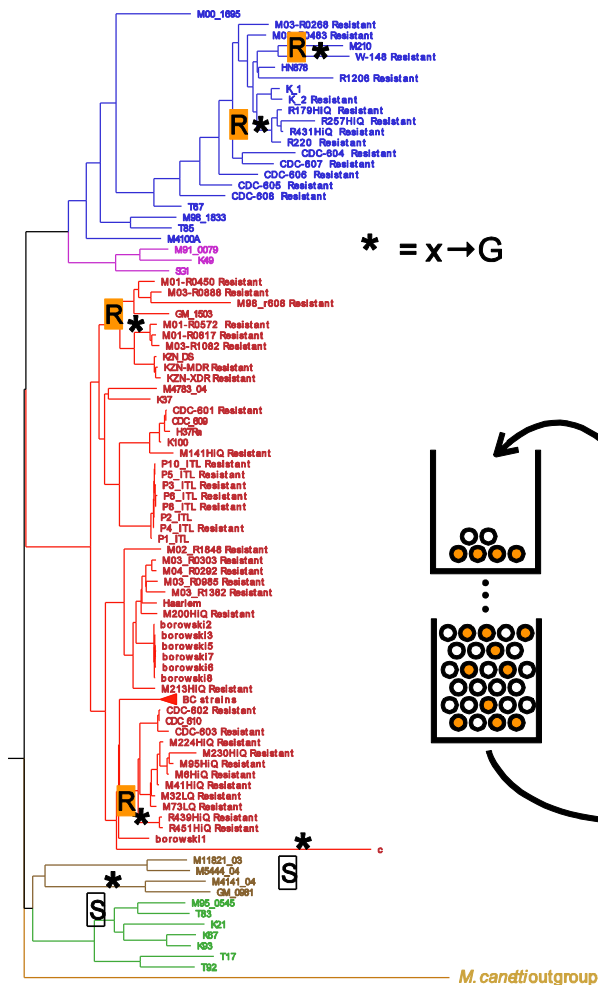 M00_1695
M03-R0268 Resistant
M210
W-148 Resistant
HN878
R1206 Resistant
K_1
K_2 Resistant
R179HiQ Resistant
R257HiQ Resistant
R431HiQ Resistant
R220 Resistant
CDC-604 Resistant
CDC-607 Resistant
CDC-606 Resistant
CDC-605 Resistant
CDC-608 Resistant
T67
M98_1833
T85
M4100A
M91_0079
K49
SG1
R *
R *
* = x→G
M01-R0450 Resistant
M03-R0888 Resistant
M98_r608 Resistant
GM_1503
M01-R0572 Resistant
M01-R0817 Resistant
M03-R1082 Resistant
KZN_DS
KZN-MDR Resistant
KZN-XDR Resistant
M4783_04
K37
CDC-601 Resistant
CDC_609
H37Ra
K100
M141HiQ Resistant
P10_ITL Resistant
P5_ITL Resistant
P3_ITL Resistant
P6_ITL Resistant
P8_ITL Resistant
P2_ITL
P4_ITL Resistant
P1_ITL
R *
M02_R1848 Resistant
M03_R0303 Resistant
M04_R0292 Resistant
M03_R0985 Resistant
M03_R1382 Resistant
Haarlem
M200HIQ Resistant
borowski2
borowski3
borowski5
borowski7
borowski6
borowski8
M213HIQ Resistant
BC strains
CDC-602 Resistant
CDC_610
CDC-603 Resistant
M224HiQ Resistant
M230HIQ Resistant
M95HiQ Resistant
M6HiQ Resistant
M41HiQ Resistant
M32LQ Resistant
M73LQ Resistant
R439HiQ Resistant
R451HiQ Resistant
borowski1
R *
* c
S
M11821_03
M5444_04
M4141_04
GM_0981
*
S
M95_0545
T83
K21
K67
K93
T17
T92
M. canetti outgroup